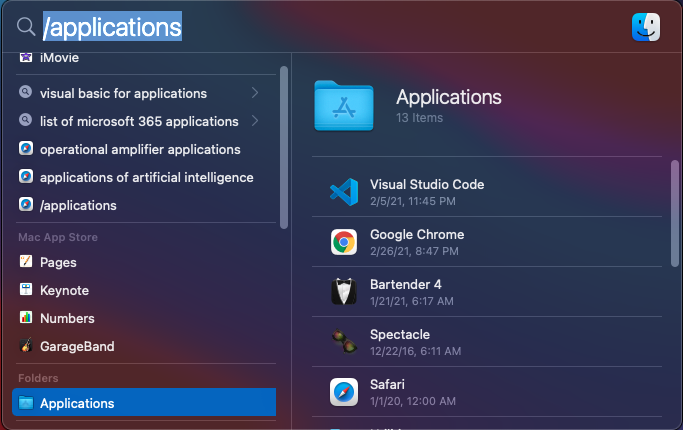 /applications
iMovie
visual basic for applications
list of microsoft 365 applications
operational amplifier applications
applications of artificial intelligence
/applications
Mac App Store
Pages
Keynote
Numbers
GarageBand
Folders
Applications
Applications
13 Items
Visual Studio Code
2/5/21, 11:45 PM
Google Chrome
2/26/21, 8:47 PM
Bartender 4
1/21/21, 6:17 AM
Spectacle
12/22/16, 6:11 AM
Safari
1/1/20, 12:00 AM